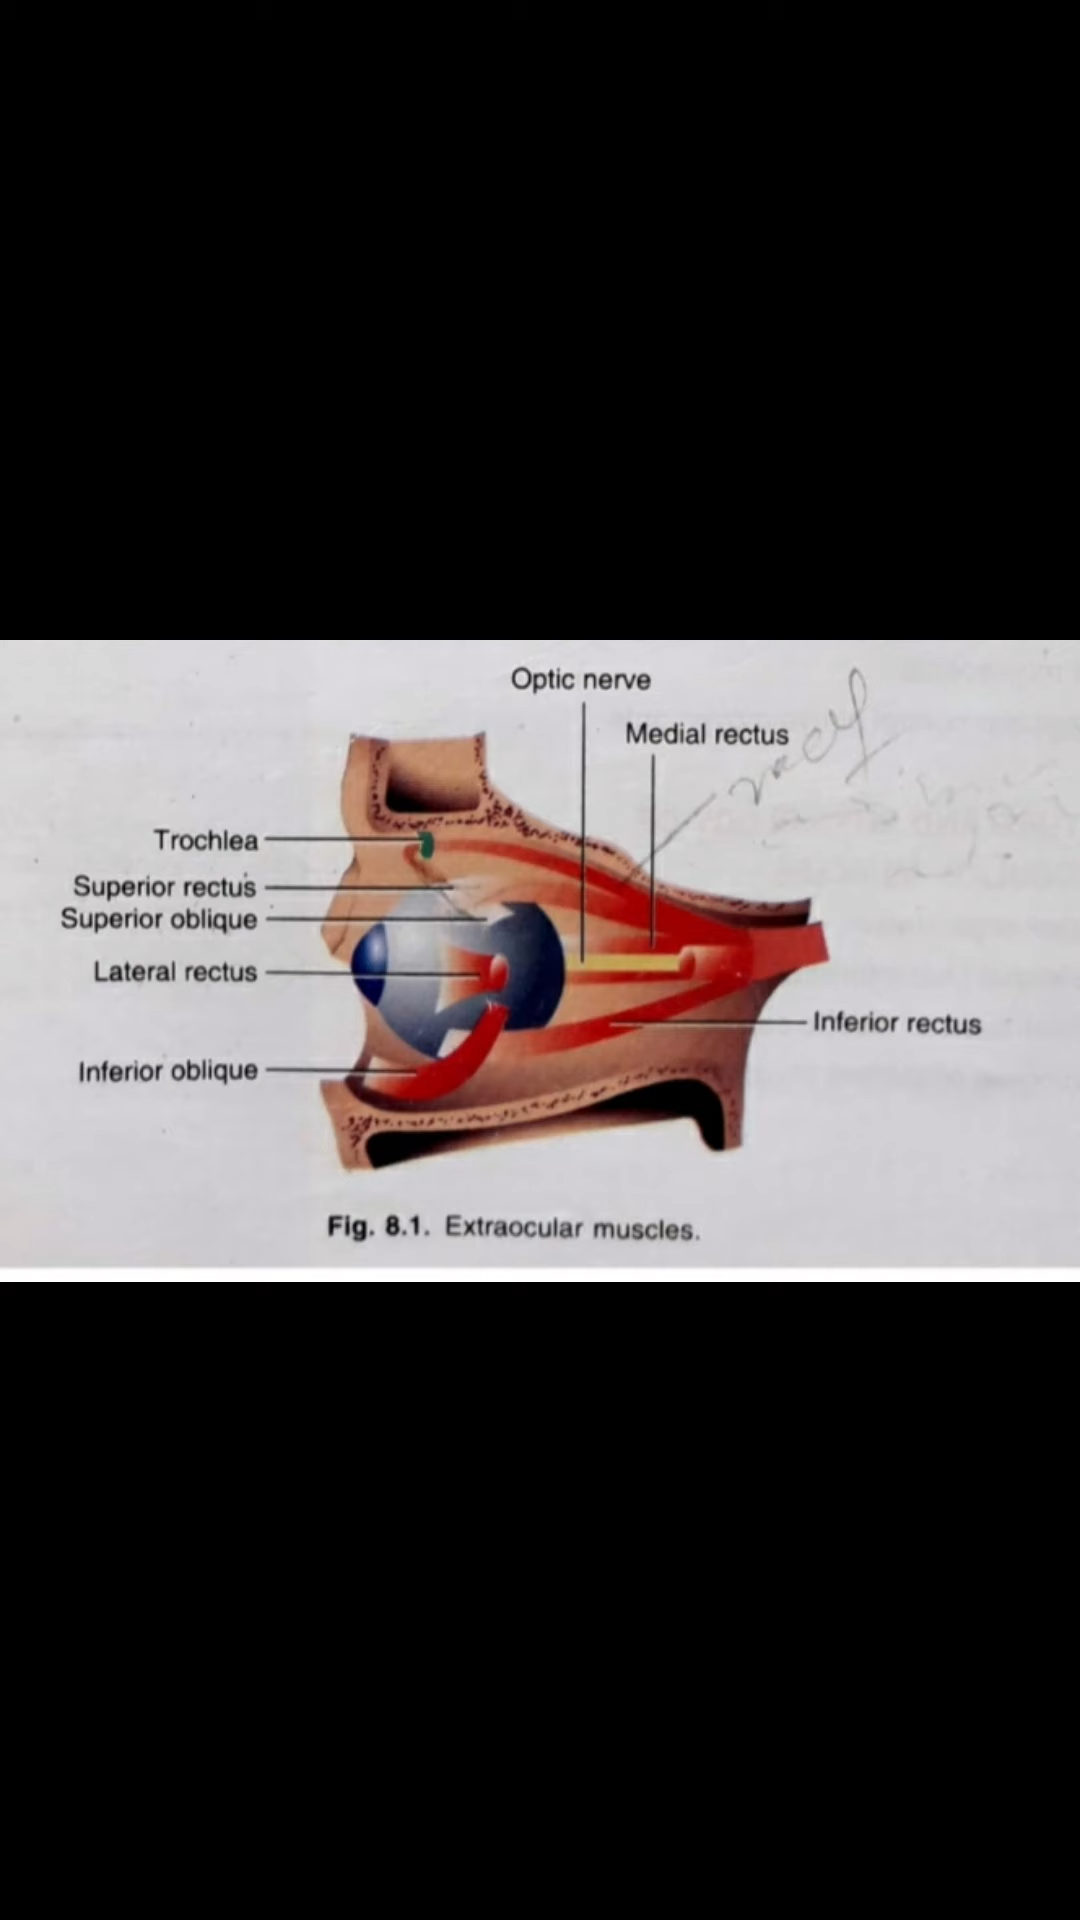 Optic nerve
Medial rectus
Trochlea
Superior rectus
Superior oblique
Lateral rectus
Inferior rectus
Inferior oblique
Fig. 8.1. Extraocular muscles.